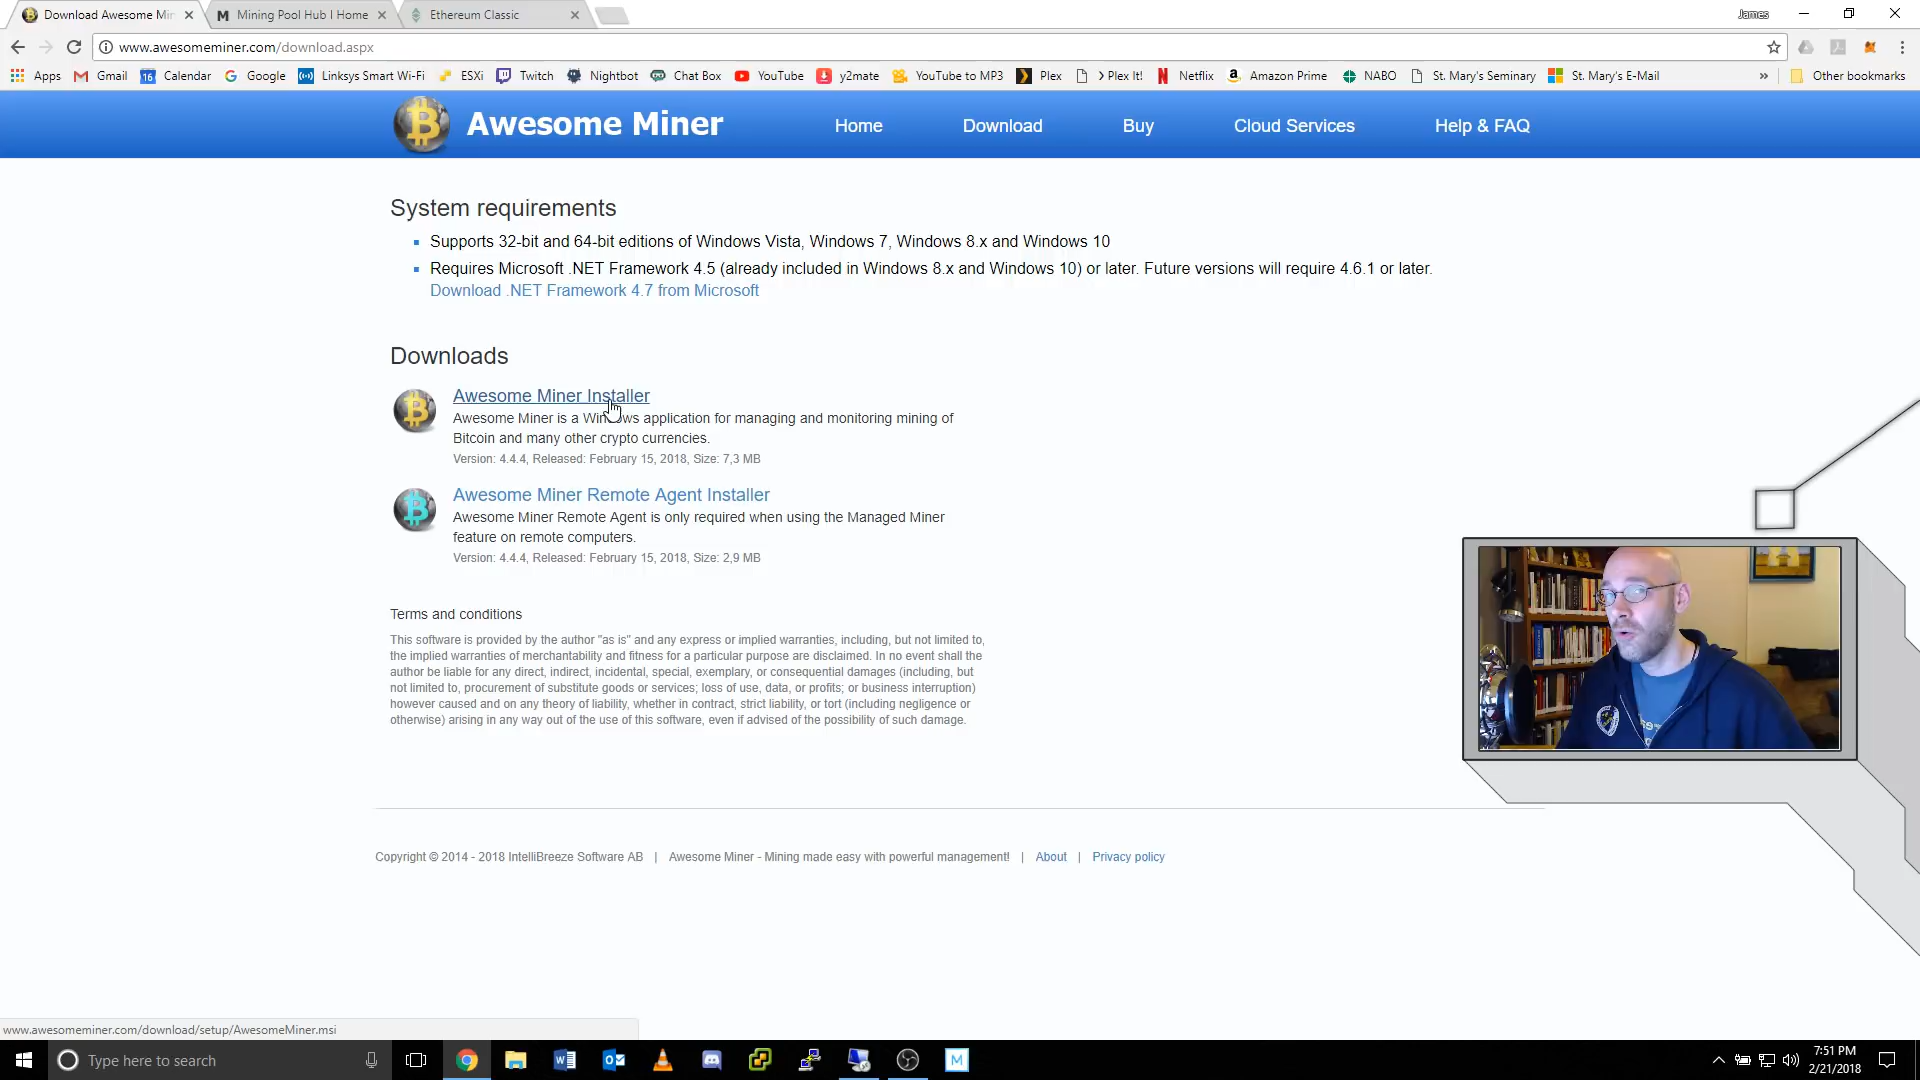 Download Awesome Min
Mining Pool Hub I Home
Ethereum Classic
James
www.awesomeminer.com/download.aspx
Apps
Gmail
16
Calendar
Google
Linksys Smart Wi-Fi
ESXi
Twitch
Nightbot
Chat Box
YouTube
y2mate
YouTube to MP3
Plex
> Plex It!
Netflix
Amazon Prime
NABO
St. Mary's Seminary
St. Mary's E-Mail
»
Other bookmarks
Awesome Miner
Home
Download
Buy
Cloud Services
Help & FAQ
System requirements
Supports 32-bit and 64-bit editions of Windows Vista, Windows 7, Windows 8.x and Windows 10
Requires Microsoft .NET Framework 4.5 (already included in Windows 8.x and Windows 10) or later. Future versions will require 4.6.1 or later.
Download .NET Framework 4.7 from Microsoft
Downloads
Awesome Miner Installer
Awesome Miner is a Windows application for managing and monitoring mining of
Bitcoin and many other crypto currencies.
Version: 4.4.4, Released: February 15, 2018, Size: 7,3 MB
Awesome Miner Remote Agent Installer
Awesome Miner Remote Agent is only required when using the Managed Miner
feature on remote computers.
Version: 4.4.4, Released: February 15, 2018, Size: 2,9 MB
Terms and conditions
This software is provided by the author "as is" and any express or implied warranties, including, but not limited to,
the implied warranties of merchantability and fitness for a particular purpose are disclaimed. In no event shall the
author be liable for any direct, indirect, incidental, special, exemplary, or consequential damages (including, but
not limited to, procurement of substitute goods or services; loss of use, data, or profits; or business interruption)
however caused and on any theory of liability, whether in contract, strict liability, or tort (including negligence or
otherwise) arising in any way out of the use of this software, even if advised of the possibility of such damage.
Copyright © 2014 - 2018 IntelliBreeze Software AB | Awesome Miner - Mining made easy with powerful management! | About | Privacy policy
www.awesomeminer.com/download/setup/AwesomeMiner.msi
Type here to search
7:51 PM
2/21/2018